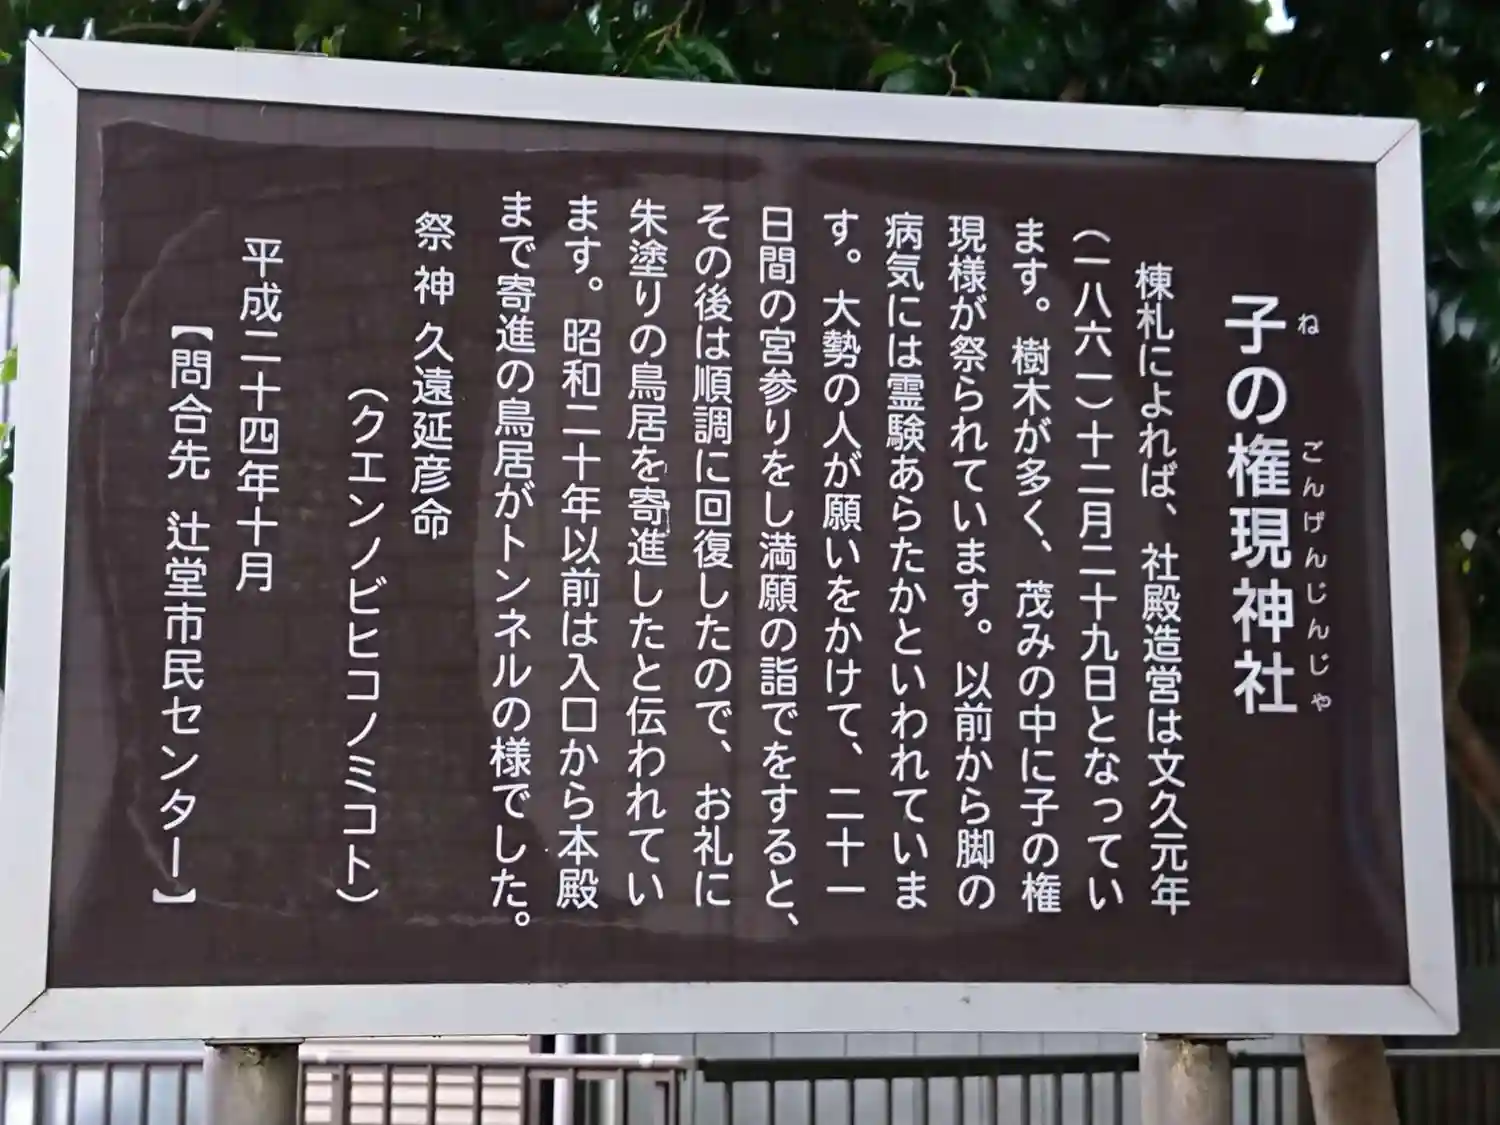 子の権現神社
ね ごんげんじんじゃ
棟札によれば、社殿造営は文久元年
(一八六一)十二月二十九日となってい
ます。樹木が多く、茂みの中に子の権
現様が祭られています。以前から脚の
病気には霊験あらたかといわれていま
す。大勢の人が願いをかけて、二十一
日間の宮参りをし満願の詣でをすると、
その後は順調に回復したので、お礼に
朱塗りの鳥居を寄進したと伝わってい
ます。昭和二十年以前は入口から本殿
まで寄進の鳥居がトンネルの様でした。
祭神 久遠延彦命
(クエンノビヒコノミコト)
平成二十四年十月
【問合先 辻堂市民センター】